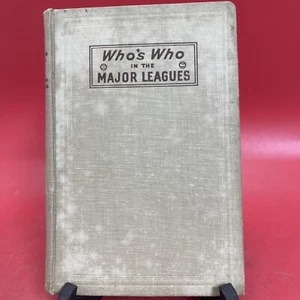 Who's Who
IN THE
MAJOR LEAGUES